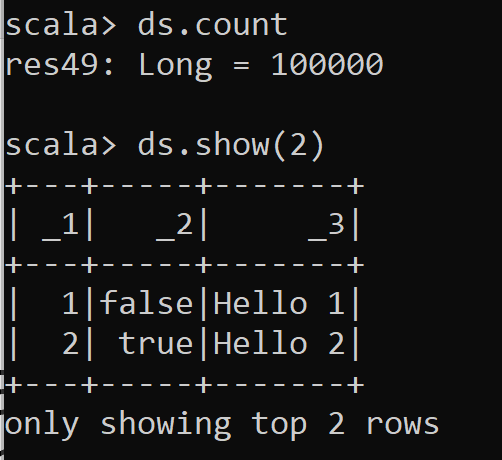 scala> ds.count
res49: Long = 100000
scala> ds.show(2)
+---+-----+-------+
| _1|   _2|     _3|
+---+-----+-------+
|  1|false|Hello 1|
|  2| true|Hello 2|
+---+-----+-------+
only showing top 2 rows